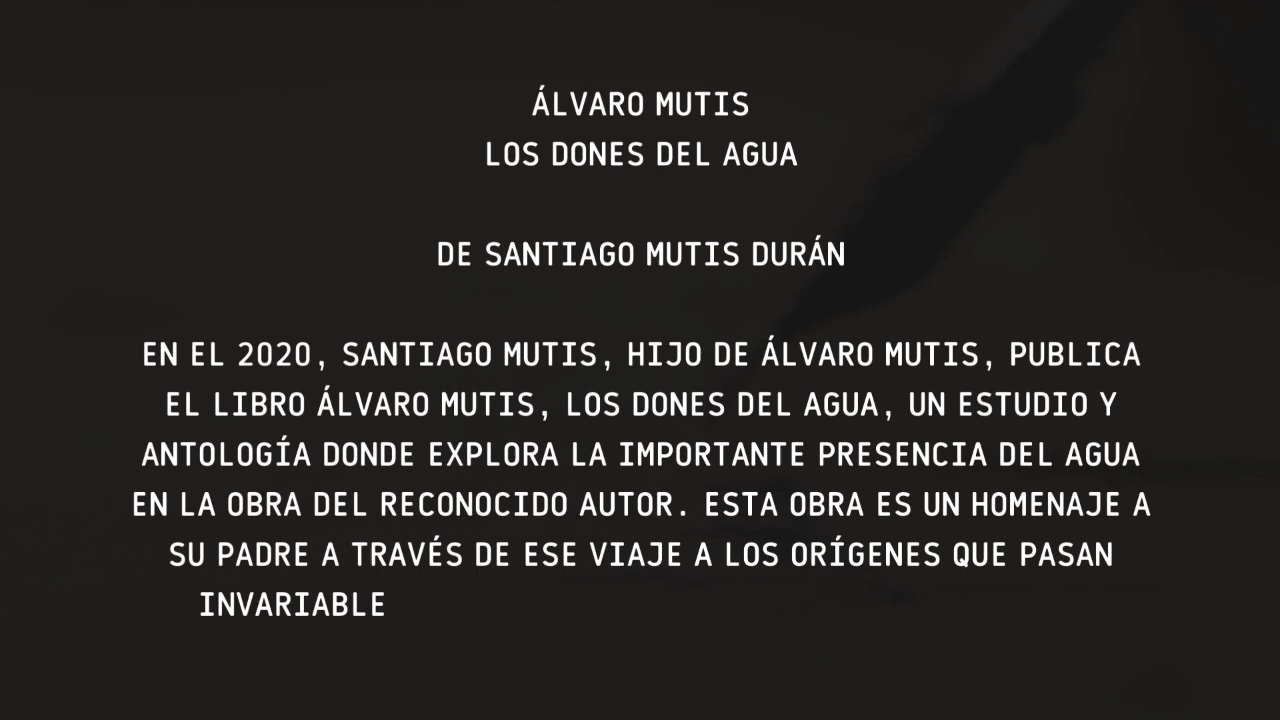 ÁLVARO MUTIS
LOS DONES DEL AGUA
DE SANTIAGO MUTIS DURÁN
EN EL 2020, SANTIAGO MUTIS, HIJO DE ÁLVARO MUTIS, PUBLICA
EL LIBRO ÁLVARO MUTIS, LOS DONES DEL AGUA, UN ESTUDIO Y
ANTOLOGÍA DONDE EXPLORA LA IMPORTANTE PRESENCIA DEL AGUA
EN LA OBRA DEL RECONOCIDO AUTOR. ESTA OBRA ES UN HOMENAJE A
SU PADRE A TRAVÉS DE ESE VIAJE A LOS ORÍGENES QUE PASAN
INVARIABLE